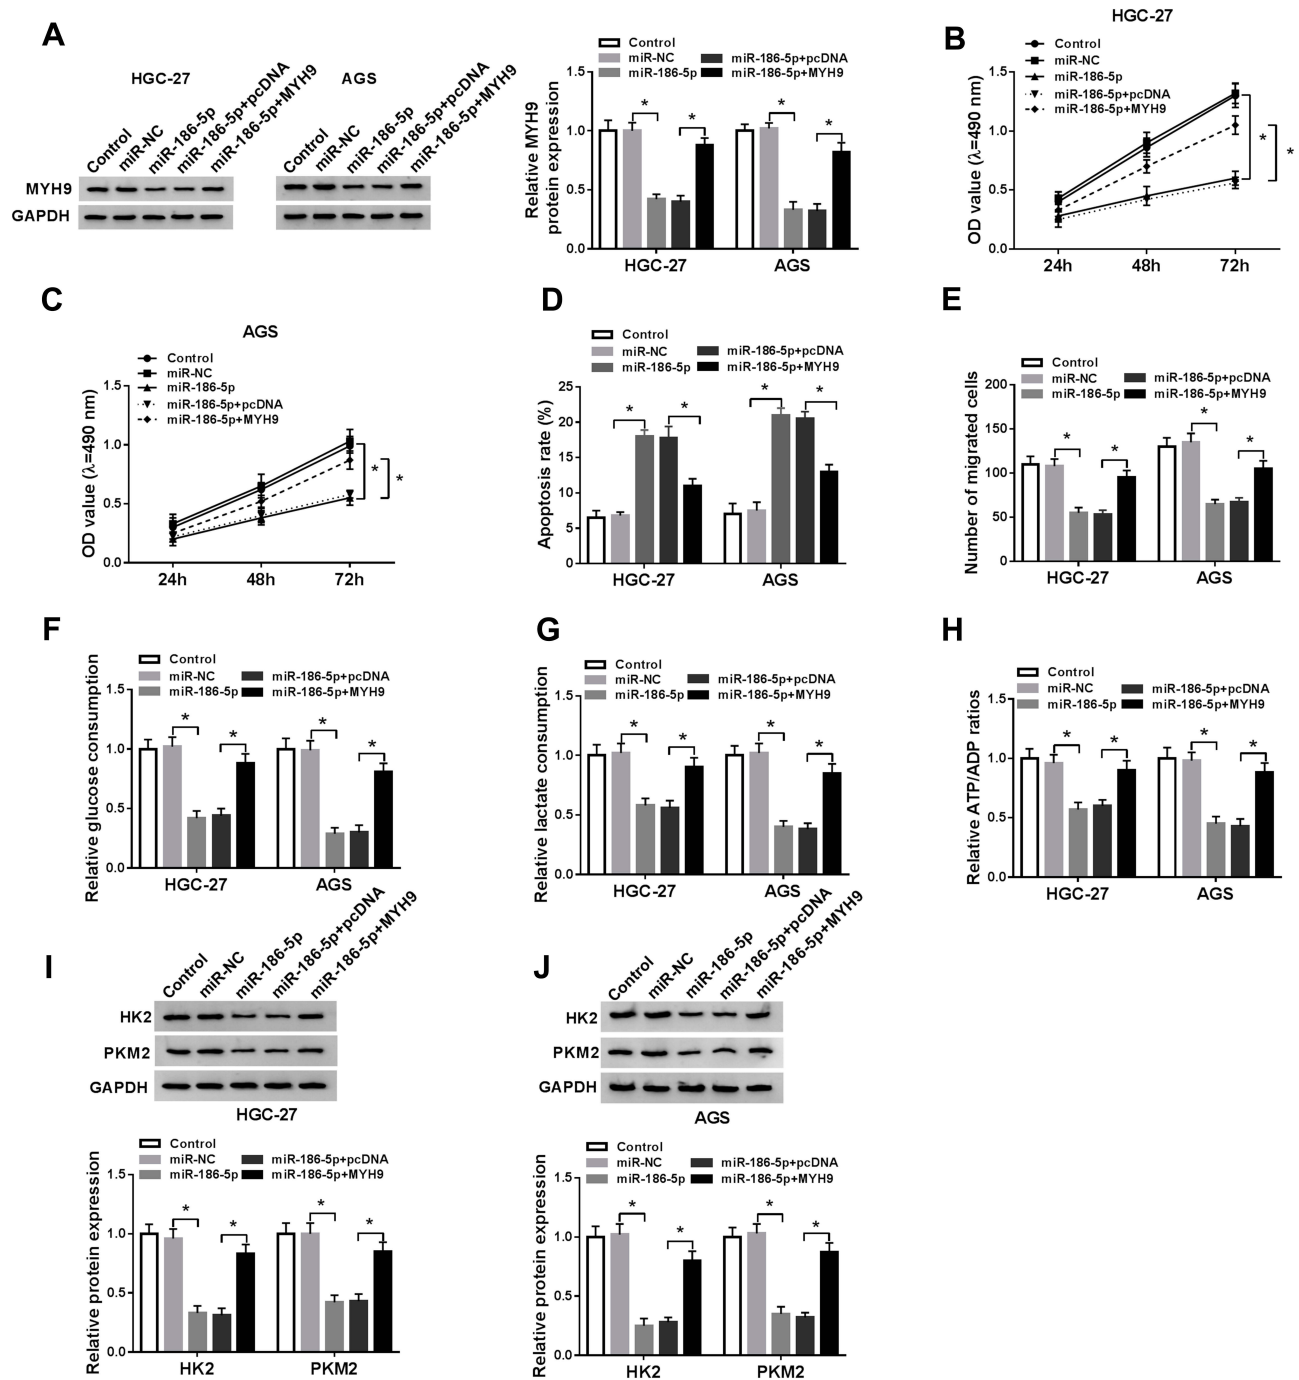 A
HGC-27
AGS
Control
miR-NC
miR-186-5p
miR-186-5p+pcDNA
miR-186-5p+MYH9
Control
miR-NC
miR-186-5p
miR-186-5p+pcDNA
miR-186-5p+MYH9
MYH9
GAPDH
Control
miR-NC
miR-186-5p+pcDNA
miR-186-5p
miR-186-5p+MYH9
Relative MYH9
protein expression
1.5
1.0
0.5
0.0
* * * *
HGC-27 AGS
B
HGC-27
Control
miR-NC
miR-186-5p
miR-186-5p+pcDNA
miR-186-5p+MYH9
OD value (λ=490 nm)
1.5
1.0
0.5
0.0
* *
24h 48h 72h
C
AGS
Control
miR-NC
miR-186-5p
miR-186-5p+pcDNA
miR-186-5p+MYH9
OD value (λ=490 nm)
1.5
1.0
0.5
0.0
* *
24h 48h 72h
D
Control
miR-NC
miR-186-5p+pcDNA
miR-186-5p
miR-186-5p+MYH9
Apoptosis rate (%)
25
20
15
10
5
0
* * * *
HGC-27 AGS
E
Control
miR-NC
miR-186-5p+pcDNA
miR-186-5p
miR-186-5p+MYH9
Number of migrated cells
200
150
100
50
0
* * * *
HGC-27 AGS
F
Control
miR-NC
miR-186-5p+pcDNA
miR-186-5p
miR-186-5p+MYH9
Relative glucose consumption
1.5
1.0
0.5
0.0
* * * *
HGC-27 AGS
G
Control
miR-NC
miR-186-5p+pcDNA
miR-186-5p
miR-186-5p+MYH9
Relative lactate consumption
1.5
1.0
0.5
0.0
* * * *
HGC-27 AGS
H
Control
miR-NC
miR-186-5p+pcDNA
miR-186-5p
miR-186-5p+MYH9
Relative ATP/ADP ratios
1.5
1.0
0.5
0.0
* * * *
HGC-27 AGS
I
Control
miR-NC
miR-186-5p
miR-186-5p+pcDNA
miR-186-5p+MYH9
HK2
PKM2
GAPDH
HGC-27
Control
miR-NC
miR-186-5p+pcDNA
miR-186-5p
miR-186-5p+MYH9
Relative protein expression
1.5
1.0
0.5
0.0
* * * *
HK2 PKM2
J
Control
miR-NC
miR-186-5p
miR-186-5p+pcDNA
miR-186-5p+MYH9
HK2
PKM2
GAPDH
AGS
Control
miR-NC
miR-186-5p+pcDNA
miR-186-5p
miR-186-5p+MYH9
Relative protein expression
1.5
1.0
0.5
0.0
* * * *
HK2 PKM2